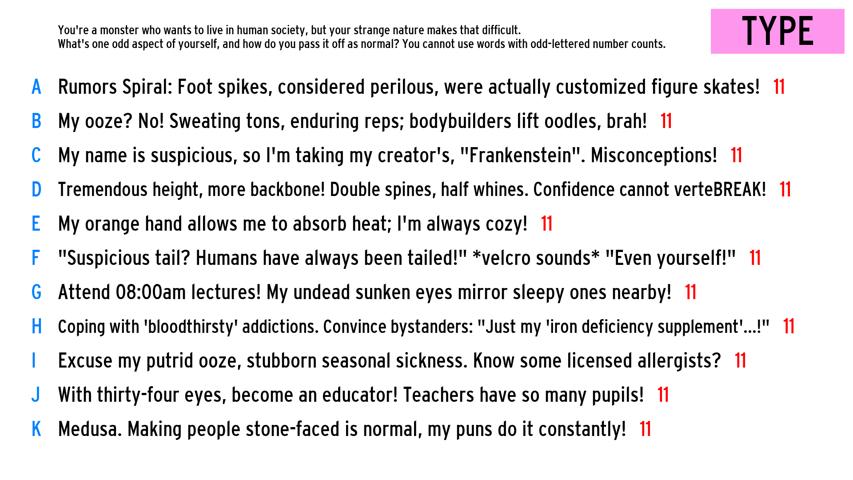 You're a monster who wants to live in human society, but your strange nature makes that difficult.
What's one odd aspect of yourself, and how do you pass it off as normal? You cannot use words with odd-lettered number counts.
TYPE
A Rumors Spiral: Foot spikes, considered perilous, were actually customized figure skates! 11
B My ooze? No! Sweating tons, enduring reps; bodybuilders lift oodles, brah! 11
C My name is suspicious, so I'm taking my creator's, "Frankenstein". Misconceptions! 11
D Tremendous height, more backbone! Double spines, half whines. Confidence cannot verteBREAK! 11
E My orange hand allows me to absorb heat; I'm always cozy! 11
F "Suspicious tail? Humans have always been tailed!" *velcro sounds* "Even yourself!" 11
G Attend 08:00am lectures! My undead sunken eyes mirror sleepy ones nearby! 11
H Coping with 'bloodthirsty' addictions. Convince bystanders: "Just my 'iron deficiency supplement'...!" 11
I Excuse my putrid ooze, stubborn seasonal sickness. Know some licensed allergists? 11
J With thirty-four eyes, become an educator! Teachers have so many pupils! 11
K Medusa. Making people stone-faced is normal, my puns do it constantly! 11